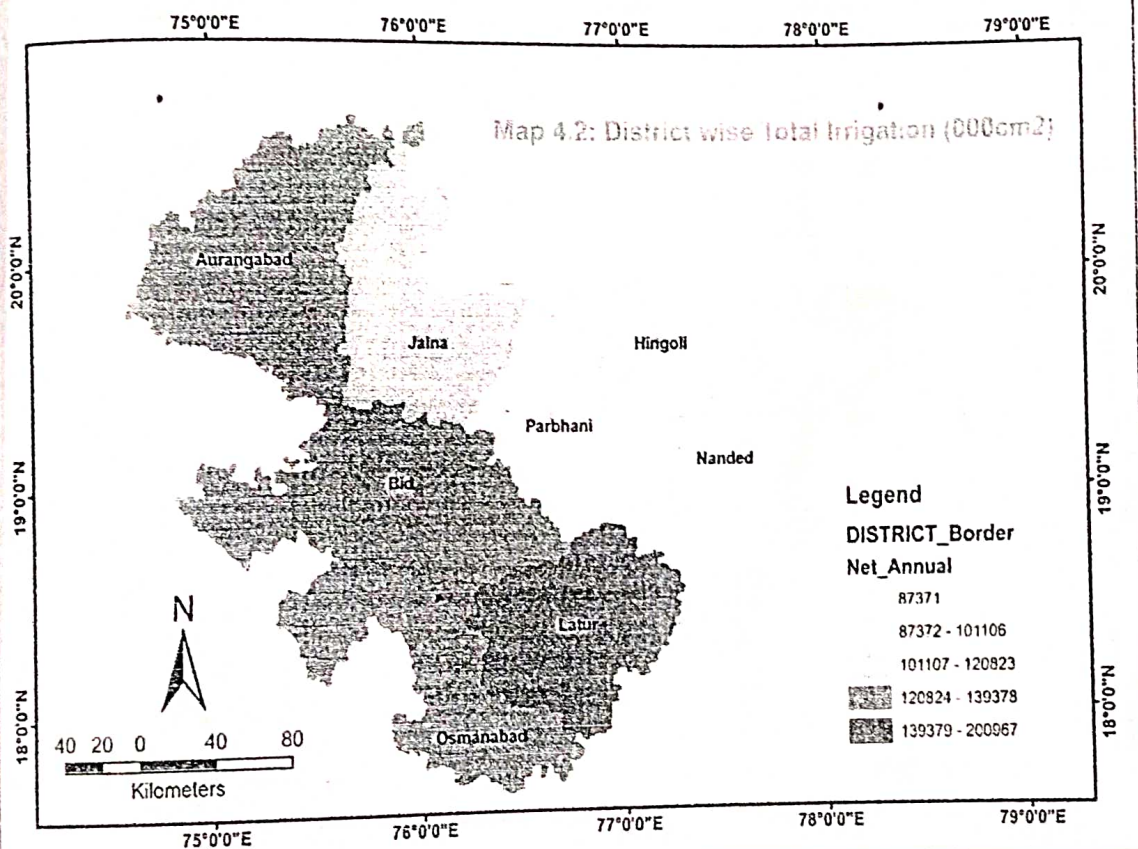 75°0'0"E 76°0'0"E 77°0'0"E 78°0'0"E 79°0'0"E
Map 4.2: District wise Total Irrigation (000cm2)
20°0'0"N
20°0'0"N
Aurangabad
Jalna
Hingoli
Parbhani
Nanded
Bid
19°0'0"N
19°0'0"N
Legend
DISTRICT_Border
Net_Annual
87371
87372 - 101106
101107 - 120823
120824 - 139378
139379 - 200967
N
Latur
Osmanabad
18°0'0"N
18°0'0"N
40 20 0 40 80
Kilometers
75°0'0"E 76°0'0"E 77°0'0"E 78°0'0"E 79°0'0"E